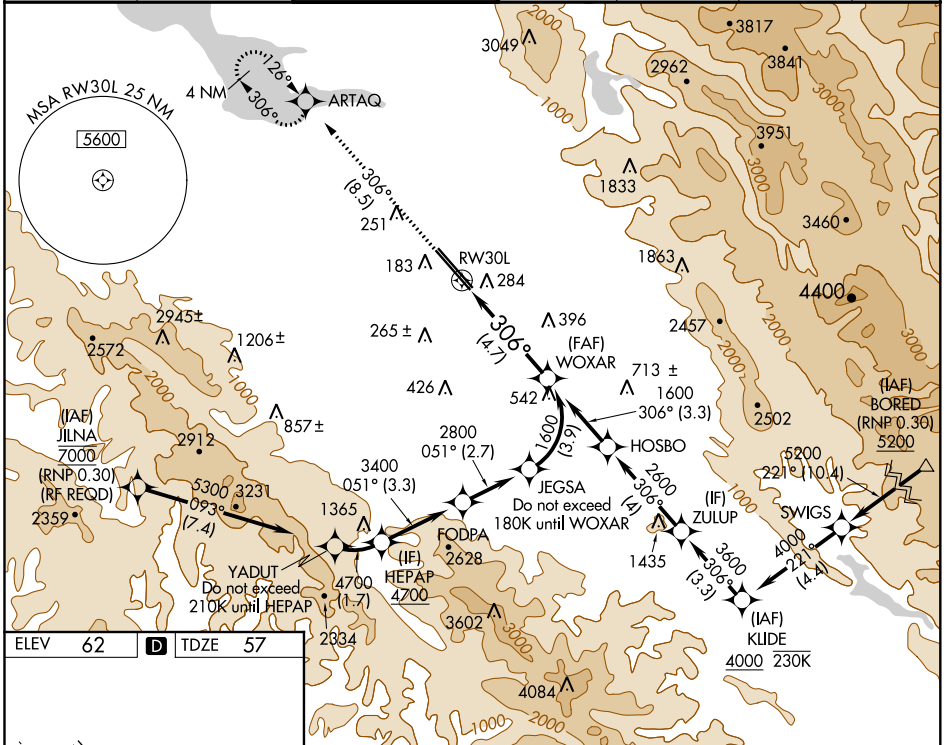 3817
3841
3049
2000
2962
1000
3000
126°
4 NM
306°
ARTAQ
MSA RW30L 25 NM
5600
3951
3000
2000
1833
306°
(8.5)
251
3460
RW30L
183
284
1863
4400
2945±
2572
1206±
265 ±
306°
(4.7)
396
2457
3000
(FAF)
WOXAR
2000
1000
2000
426
542
713 ±
1600
306° (3.3)
2502
(IAF)
BORED
(RNP 0.30)
5200
857±
(IAF)
JILNA
7000
(RNP 0.30)
(RF REQD)
2912
2800
051° (2.7)
1600
(3.9)
HOSBO
5200
221° (10.4)
3400
051° (3.3)
5300
093°
(7.4)
3231
2359
1365
JEGSA
Do not exceed
180K until WOXAR
2600
306°
(4)
(IF)
ZULUP
SWIGS
1000
FODPA
2628
1435
4000
221°
(4.4)
YADUT
Do not exceed
210K until HEPAP
4700
(1.7)
(IF)
HEPAP
4700
3600
306°
(3.3)
2334
3602
3000
(IAF)
KLIDE
4000 230K
ELEV 62 D TDZE 57
4084
1000
2000